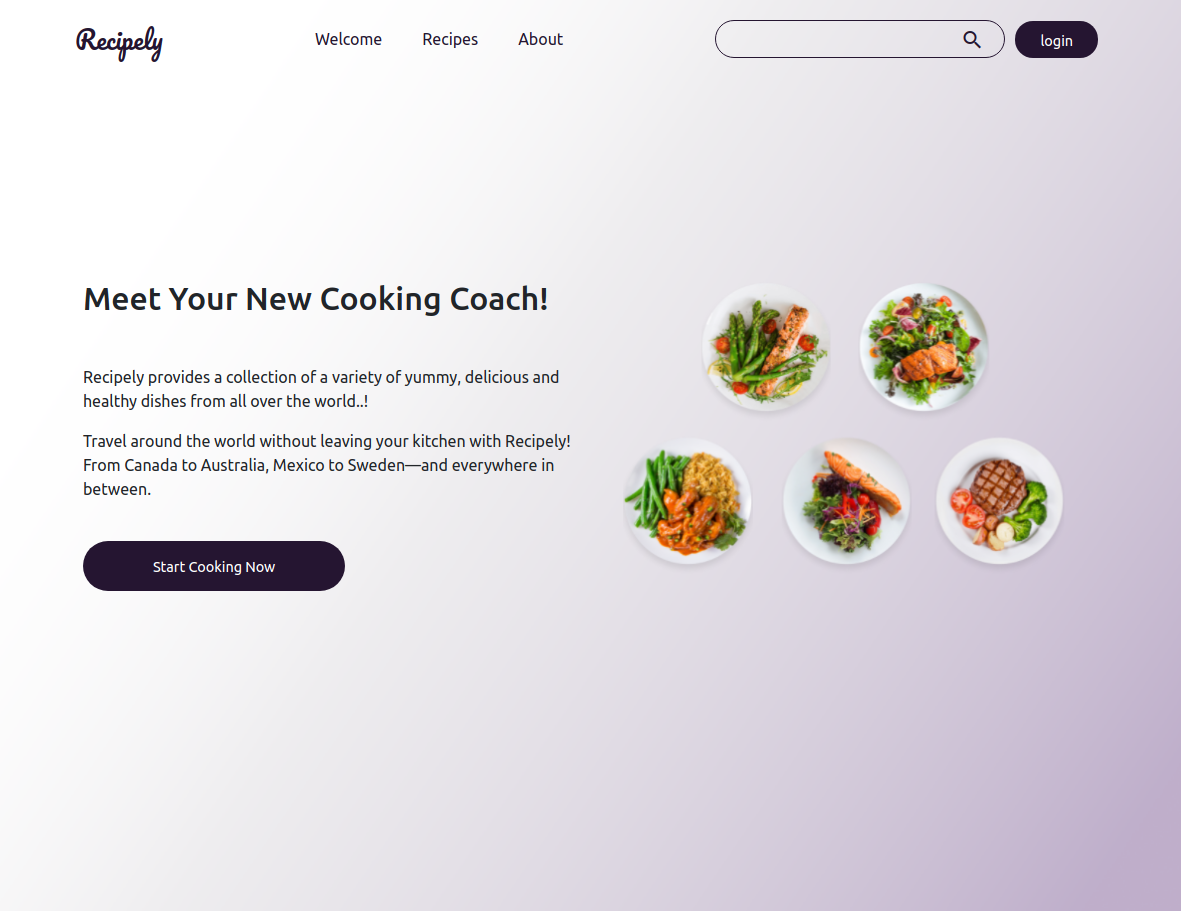 Recipely
Welcome
Recipes
About
login
Meet Your New Cooking Coach!
Recipely provides a collection of a variety of yummy, delicious and
healthy dishes from all over the world..!
Travel around the world without leaving your kitchen with Recipely!
From Canada to Australia, Mexico to Sweden—and everywhere in
between.
Start Cooking Now